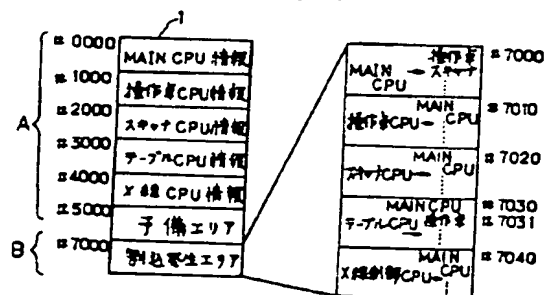 1
#0000
MAIN CPU 情報
#1000
操作卓CPU情報
#2000
スキャナCPU情報
#3000
テーブルCPU情報
#4000
X線CPU情報
#5000
予備エリア
#7000
割込発生エリア
A
B
操作卓
スキャナ
MAIN CPU ←
#7000
操作卓CPU←
MAIN CPU
#7010
スキャナCPU←
MAIN CPU
#7020
MAIN CPU
#7030
テーブルCPU
操作卓
#7031
X線制御CPU←
MAIN CPU
#7040